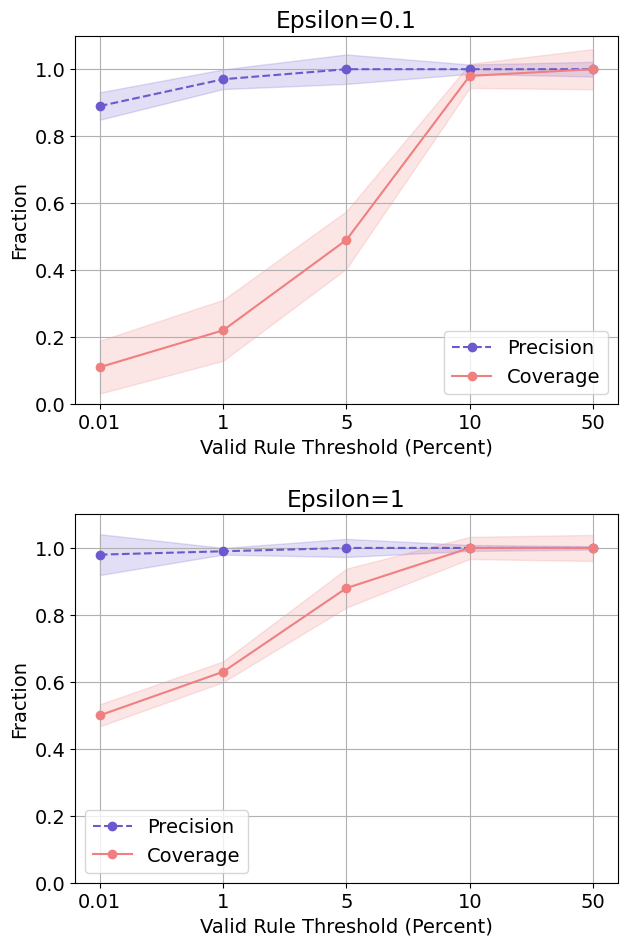 Epsilon=0.1
1.0
0.8
0.6
0.4
0.2
0.0
Fraction
Precision
Coverage
0.01 1 5 10 50
Valid Rule Threshold (Percent)
Epsilon=1
1.0
0.8
0.6
0.4
0.2
0.0
Fraction
Precision
Coverage
0.01 1 5 10 50
Valid Rule Threshold (Percent)